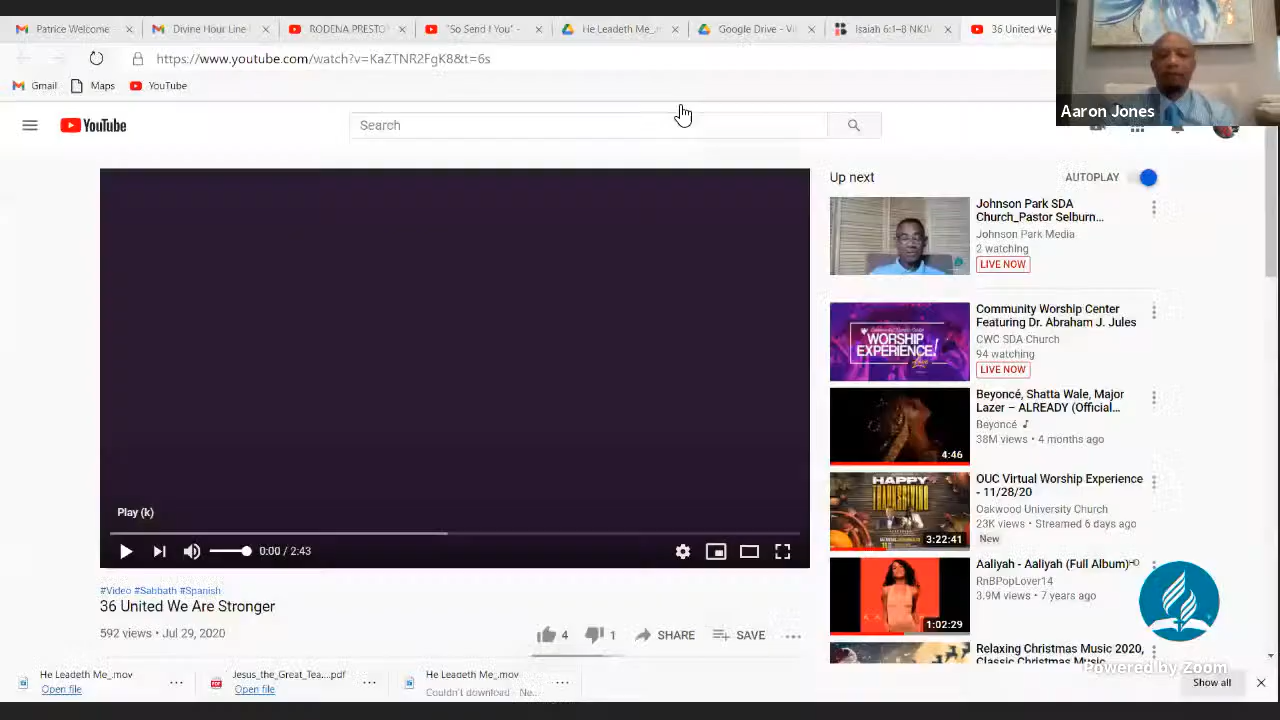 Patrice Welcome
Divine Hour Line
RODENA PRESTO
"So Send I You" -
He Leadeth Me_.m
Google Drive - Vi
Isaiah 6:1–8 NKJV
36 United We A
https://www.youtube.com/watch?v=KaZTNR2FgK8&t=6s
Gmail
Maps
YouTube
Aaron Jones
YouTube
Search
Up next
AUTOPLAY
Johnson Park SDA
Church_Pastor Selburn...
Johnson Park Media
2 watching
LIVE NOW
WORSHIP
EXPERIENCE!
Community Worship Center
Featuring Dr. Abraham J. Jules
CWC SDA Church
94 watching
LIVE NOW
Beyoncé, Shatta Wale, Major
Lazer – ALREADY (Official...
Beyoncé
38M views • 4 months ago
4:46
HAPPY
THANKSGIVING
3:22:41
OUC Virtual Worship Experience
- 11/28/20
Oakwood University Church
23K views • Streamed 6 days ago
New
Aaliyah - Aaliyah (Full Album)HD
RnBPopLover14
3.9M views • 7 years ago
1:02:29
Relaxing Christmas Music 2020,
Classic Christmas Music
Play (k)
0:00 / 2:43
#Video #Sabbath #Spanish
36 United We Are Stronger
592 views • Jul 29, 2020
4
1
SHARE
SAVE
Powered by Zoom
He Leadeth Me_.mov
Open file
Jesus_the_Great_Tea....pdf
Open file
He Leadeth Me_.mov
Couldn't download - Ne...
Show all